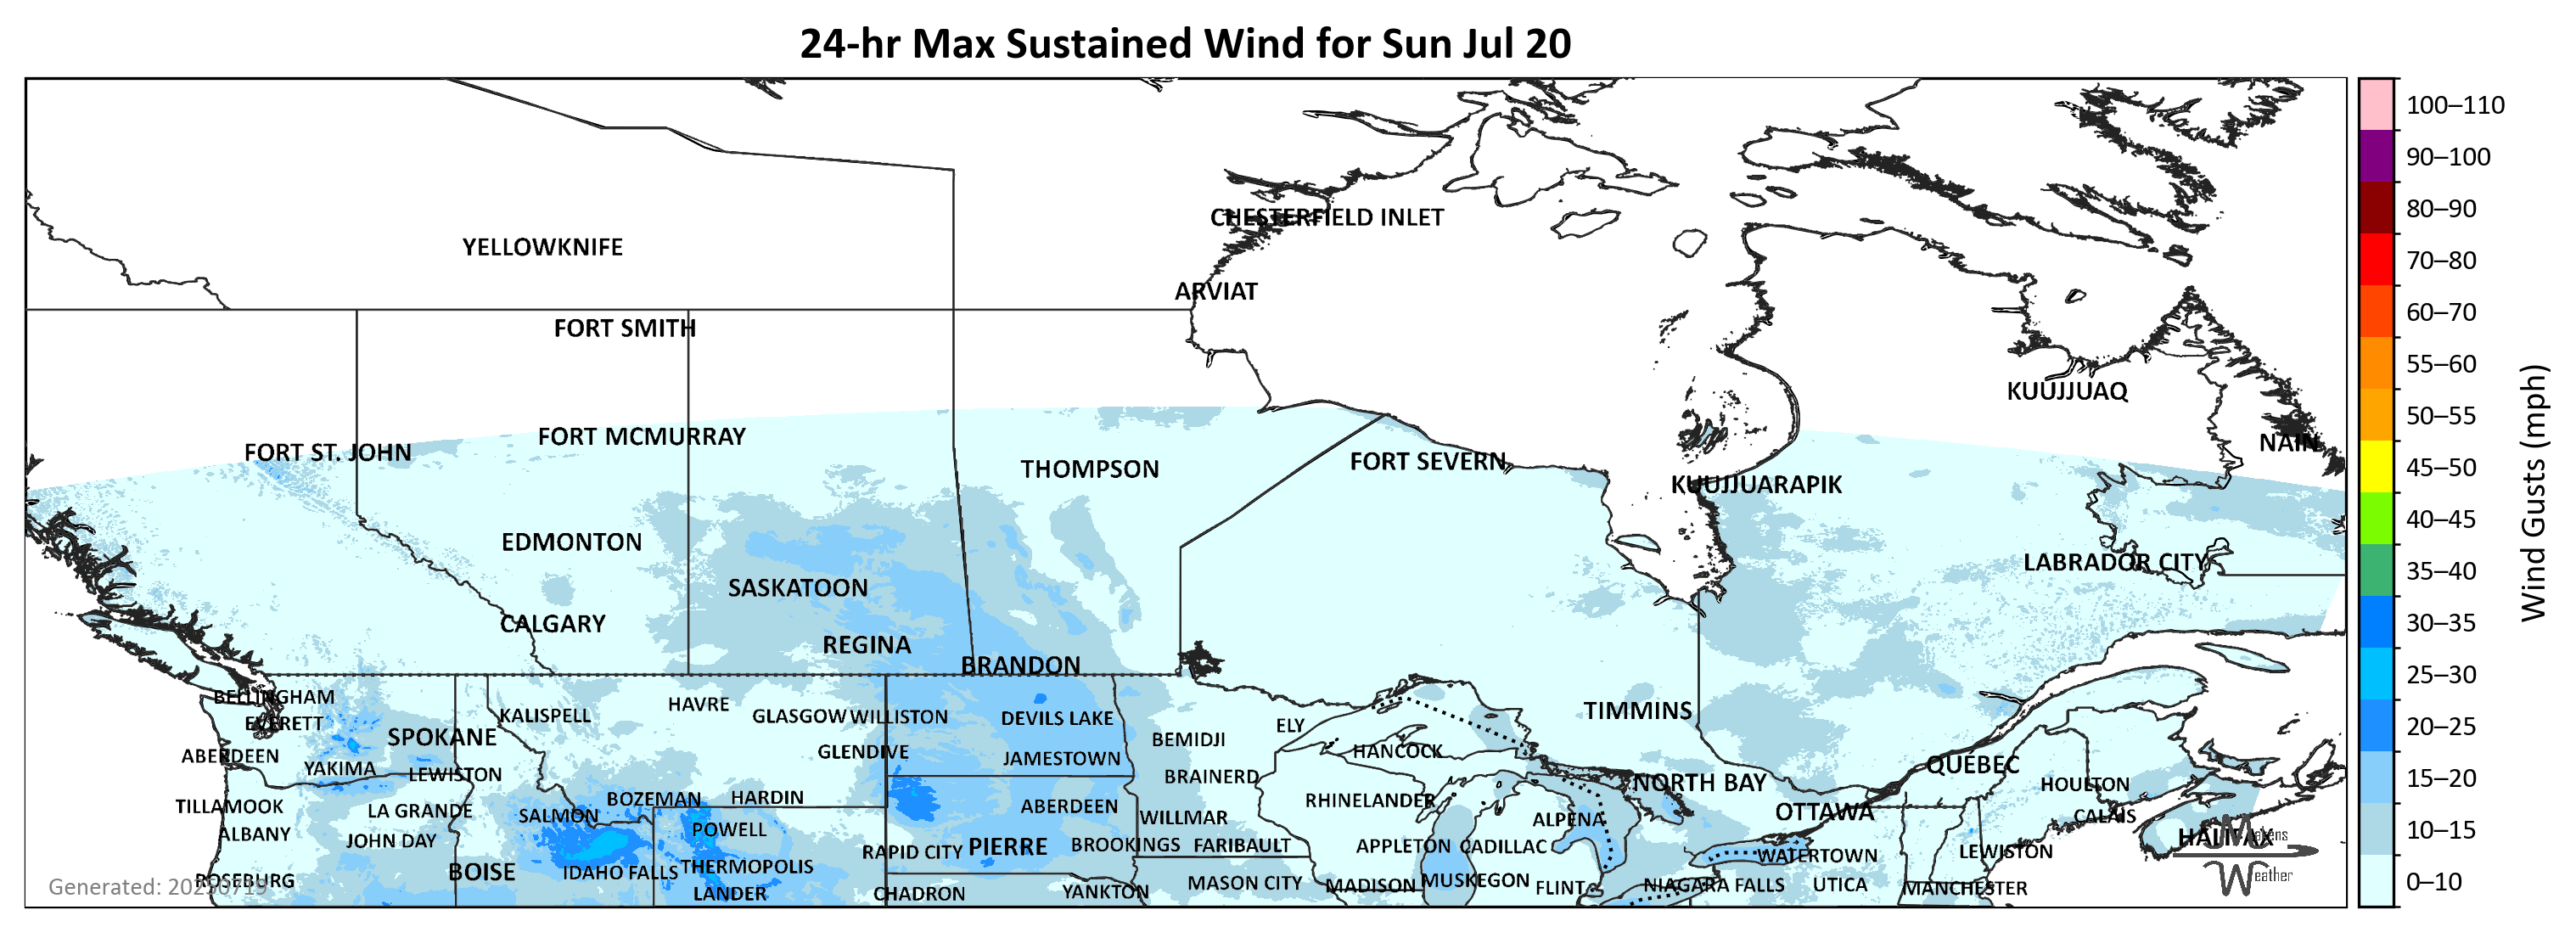 24-hr Max Sustained Wind for Sun Jul 20
100–110
90–100
80–90
70–80
60–70
55–60
50–55
45–50
40–45
35–40
30–35
25–30
20–25
15–20
10–15
0–10
Wind Gusts (mph)
CHESTERFIELD INLET
YELLOWKNIFE
ARVIAT
FORT SMITH
KUUJJUAQ
FORT MCMURRAY
NAIN
FORT ST. JOHN
FORT SEVERN
THOMPSON
KUUJJUARAPIK
EDMONTON
LABRADOR CITY
SASKATOON
CALGARY
REGINA
BRANDON
BELLINGHAM
HAVRE
TIMMINS
KALISPELL
GLASGOW
WILLISTON
DEVILS LAKE
EVERETT
ELY
SPOKANE
BEMIDJI
HANCOCK
ABERDEEN
GLENDIVE
JAMESTOWN
QUÉBEC
YAKIMA
LEWISTON
BRAINERD
NORTH BAY
HOULTON
BOZEMAN
HARDIN
RHINELANDER
TILLAMOOK
LA GRANDE
SALMON
ABERDEEN
WILLMAR
ALPENA
OTTAWA
CALAIS
ALBANY
JOHN DAY
POWELL
PIERRE
BROOKINGS
FARIBAULT
APPLETON
CADILLAC
WATERTOWN
LEWISTON
HALIFAX
RAPID CITY
BOISE
IDAHO FALLS
THERMOPOLIS
ROSEBURG
MASON CITY
MADISON
MUSKEGON
FLINT
NIAGARA FALLS
UTICA
MANCHESTER
LANDER
CHADRON
YANKTON
Generated: 20250719
Makens
Weather